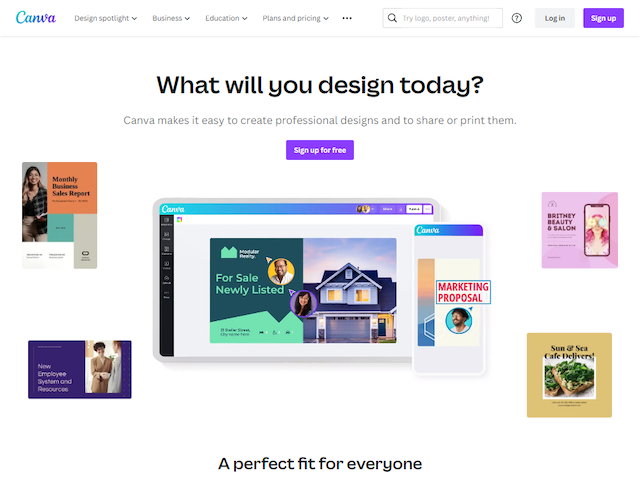 Canva
Design spotlight
Business
Education
Plans and pricing
Try logo, poster, anything!
Log in
Sign up
What will you design today?
Canva makes it easy to create professional designs and to share or print them.
Sign up for free
Monthly
Business
Sales Report
Canva
Share
Modular
Realty.
For Sale
Newly Listed
Canva
MARKETING
PROPOSAL
BRITNEY
BEAUTY
& SALON
New
Employee
System and
Resources
Sun & Sea
Cafe Delivers!
A perfect fit for everyone